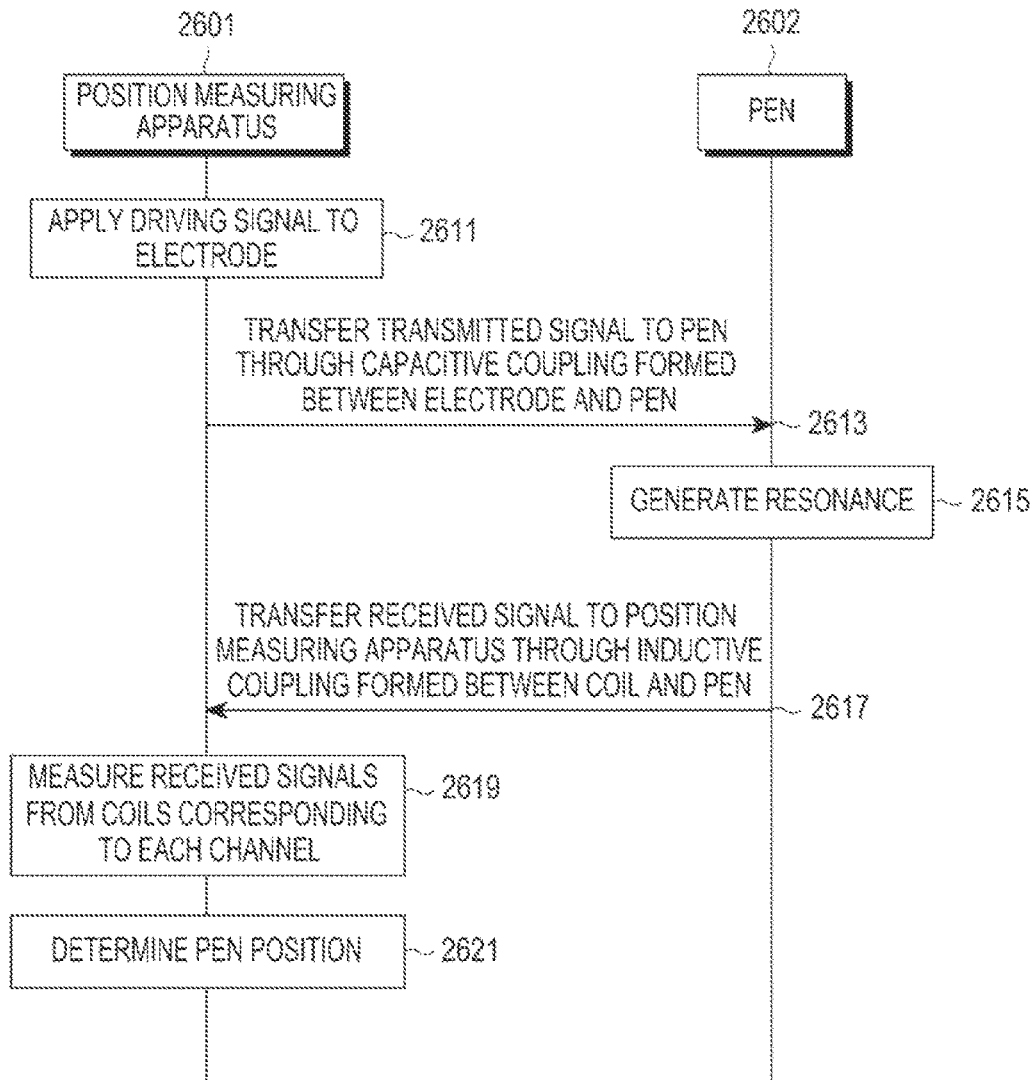 2601
2602
POSITION MEASURING
APPARATUS
PEN
APPLY DRIVING SIGNAL TO
ELECTRODE
2611
TRANSFER TRANSMITTED SIGNAL TO PEN
THROUGH CAPACITIVE COUPLING FORMED
BETWEEN ELECTRODE AND PEN
2613
GENERATE RESONANCE
2615
TRANSFER RECEIVED SIGNAL TO POSITION
MEASURING APPARATUS THROUGH INDUCTIVE
COUPLING FORMED BETWEEN COIL AND PEN
2617
MEASURE RECEIVED SIGNALS
FROM COILS CORRESPONDING
TO EACH CHANNEL
2619
DETERMINE PEN POSITION
2621